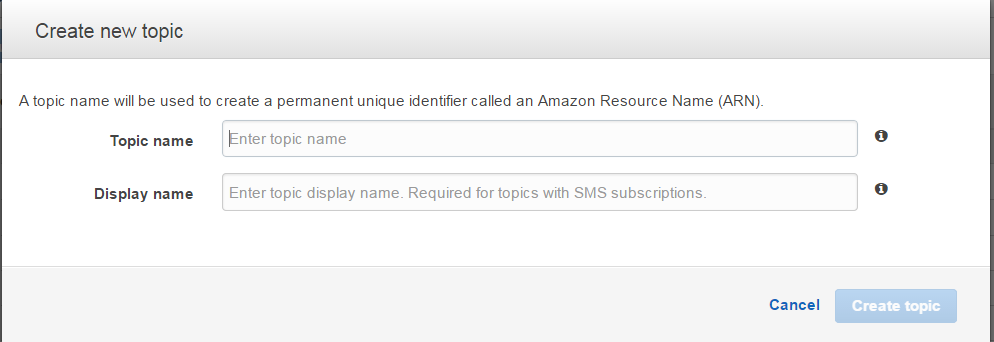 Create new topic
A topic name will be used to create a permanent unique identifier called an Amazon Resource Name (ARN).
Topic name Enter topic name
Display name Enter topic display name. Required for topics with SMS subscriptions.
Cancel Create topic